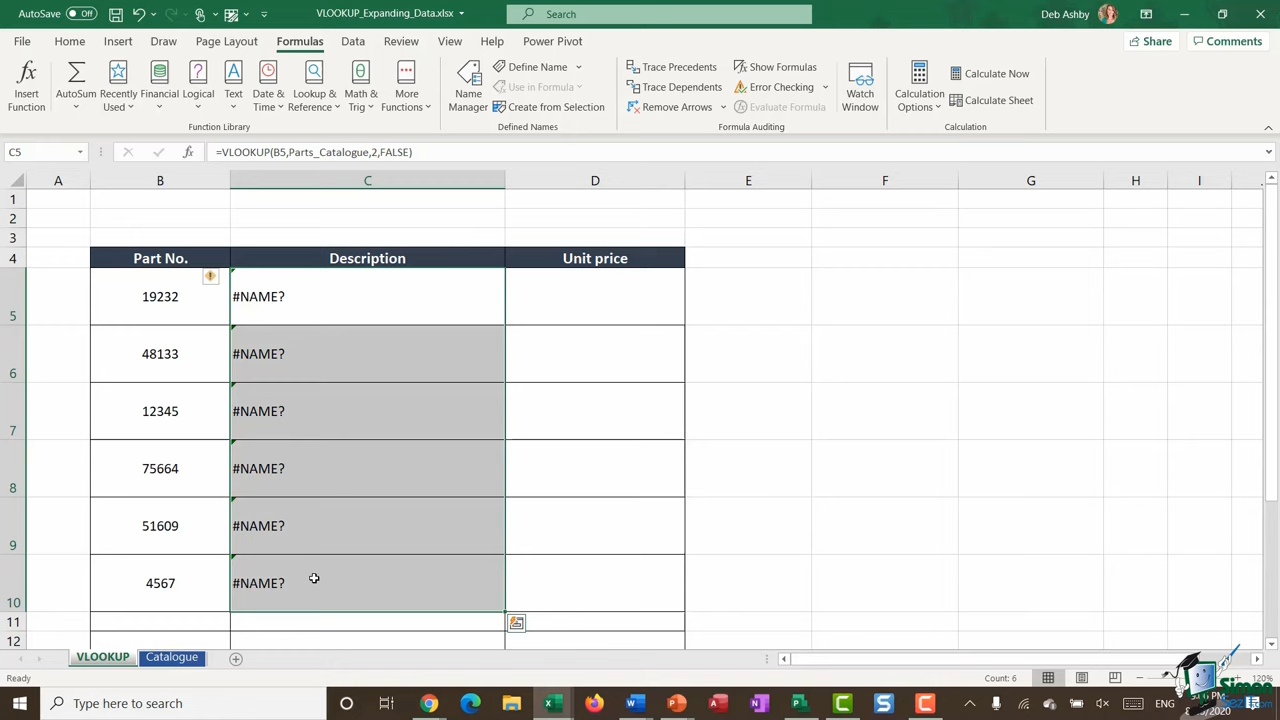 AutoSave Off VLOOKUP_Expanding_Data.xlsx Search Deb Ashby
File Home Insert Draw Page Layout Formulas Data Review View Help Power Pivot Share Comments
Insert Function
AutoSum
Recently Used
Financial
Logical
Text
Date & Time
Lookup & Reference
Math & Trig
More Functions
Function Library
Name Manager
Define Name
Use in Formula
Create from Selection
Defined Names
Trace Precedents
Trace Dependents
Remove Arrows
Show Formulas
Error Checking
Evaluate Formula
Formula Auditing
Watch Window
Calculation Options
Calculate Now
Calculate Sheet
Calculation
C5 fx =VLOOKUP(B5,Parts_Catalogue,2,FALSE)
A B C D E F G H I
1
2
3
4 Part No. Description Unit price
5 19232 #NAME?
6 48133 #NAME?
7 12345 #NAME?
8 75664 #NAME?
9 51609 #NAME?
10 4567 #NAME?
11
12
VLOOKUP Catalogue
Ready Count: 6 120%
Type here to search ENG